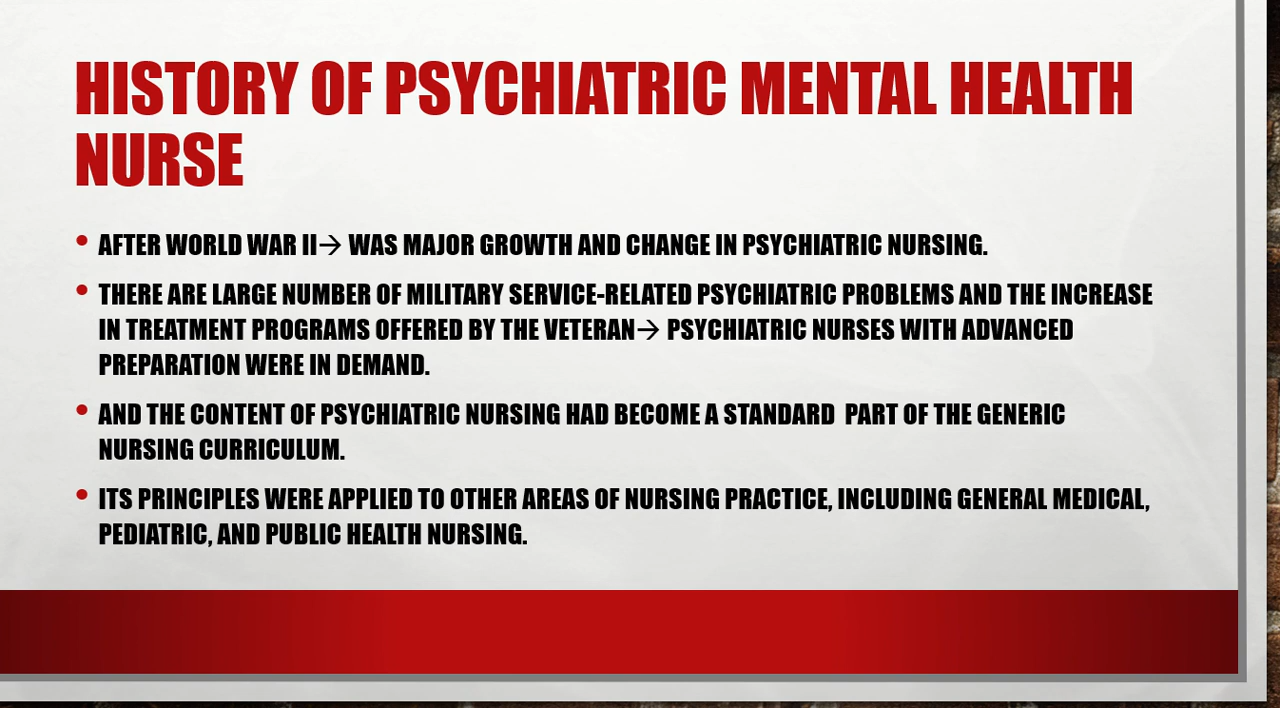 HISTORY OF PSYCHIATRIC MENTAL HEALTH
NURSE
• AFTER WORLD WAR II→ WAS MAJOR GROWTH AND CHANGE IN PSYCHIATRIC NURSING.
• THERE ARE LARGE NUMBER OF MILITARY SERVICE-RELATED PSYCHIATRIC PROBLEMS AND THE INCREASE
IN TREATMENT PROGRAMS OFFERED BY THE VETERAN→ PSYCHIATRIC NURSES WITH ADVANCED
PREPARATION WERE IN DEMAND.
• AND THE CONTENT OF PSYCHIATRIC NURSING HAD BECOME A STANDARD  PART OF THE GENERIC
NURSING CURRICULUM.
• ITS PRINCIPLES WERE APPLIED TO OTHER AREAS OF NURSING PRACTICE, INCLUDING GENERAL MEDICAL,
PEDIATRIC, AND PUBLIC HEALTH NURSING.